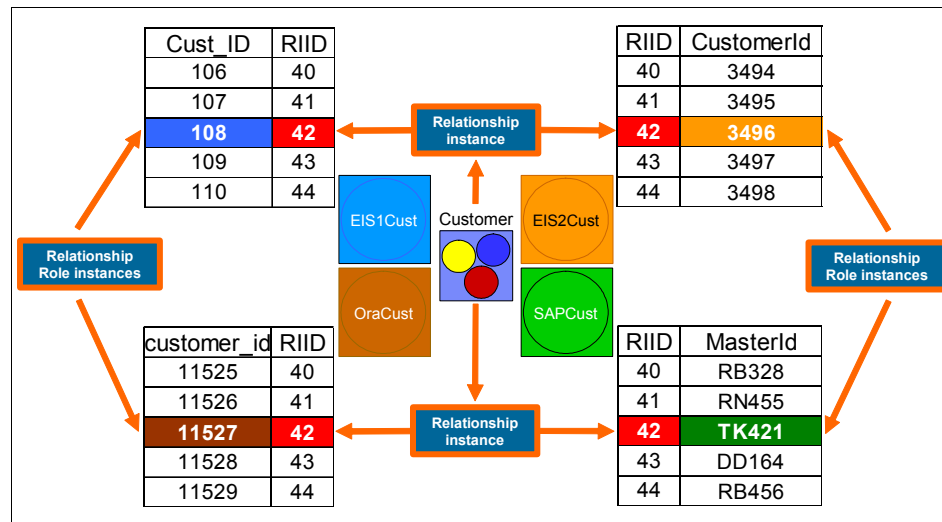 Cust_ID RIID
106 40
107 41
108 42
109 43
110 44
RIID CustomerId
40 3494
41 3495
42 3496
43 3497
44 3498
Relationship
instance
EIS1Cust
Customer
EIS2Cust
Relationship
Role instances
Relationship
Role instances
OraCust
SAPCust
customer_id RIID
11525 40
11526 41
11527 42
11528 43
11529 44
Relationship
instance
RIID MasterId
40 RB328
41 RN455
42 TK421
43 DD164
44 RB456